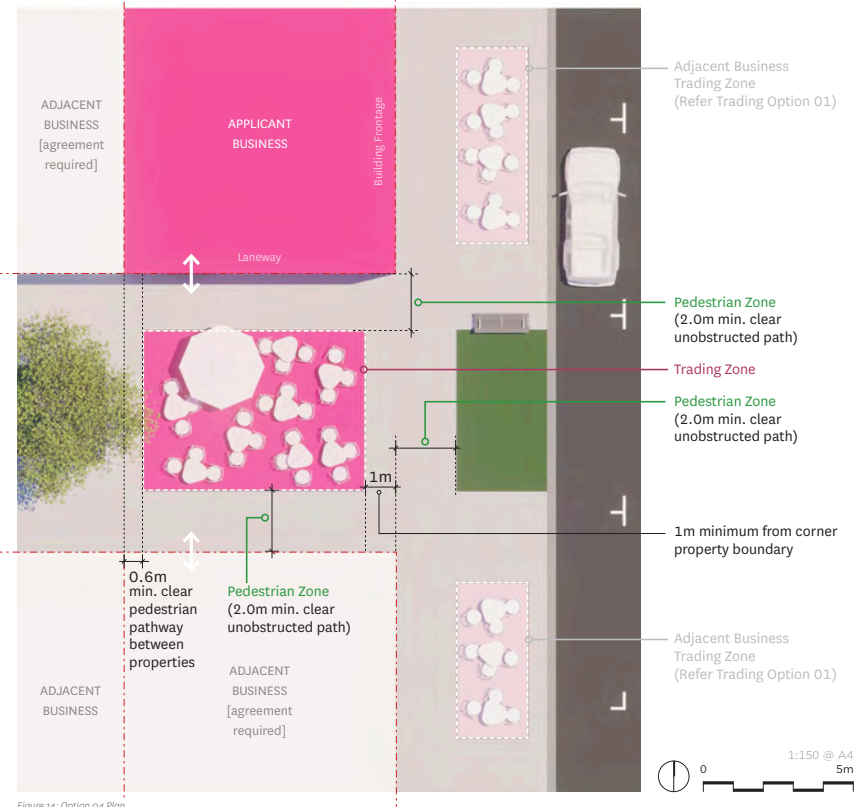 Adjacent Business
Trading Zone
(Refer Trading Option 01)
ADJACENT
BUSINESS
[agreement
required]
APPLICANT
BUSINESS
Building Frontage
Laneway
Pedestrian Zone
(2.0m min. clear
unobstructed path)
Trading Zone
Pedestrian Zone
(2.0m min. clear
unobstructed path)
1m
1m minimum from corner
property boundary
0.6m
min. clear
pedestrian
pathway
between
properties
Pedestrian Zone
(2.0m min. clear
unobstructed path)
ADJACENT
BUSINESS
ADJACENT
BUSINESS
[agreement
required]
Adjacent Business
Trading Zone
(Refer Trading Option 01)
1:150 @ A4
0
5m
Figure 14: Option 04 Plan